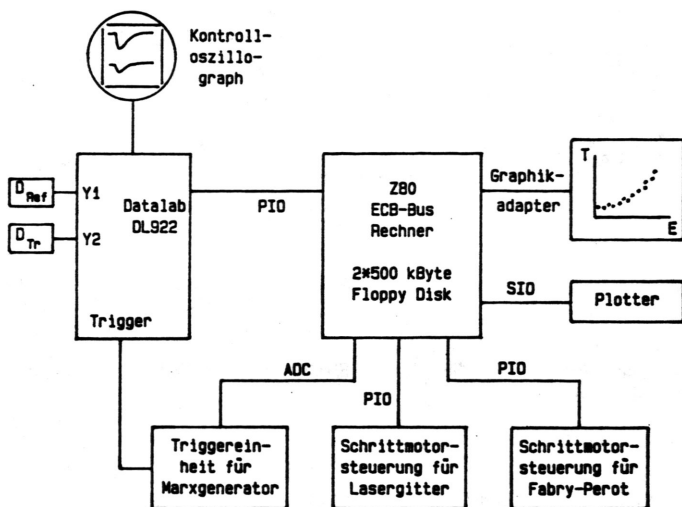 Kontroll-
oszillo-
graph
D_Ref
Y1
D_Tr
Y2
Datalab
DL922
Trigger
PIO
Z80
ECB-Bus
Rechner
2*500 kByte
Floppy Disk
Graphik-
adapter
T
E
SIO
Plotter
ADC
PIO
PIO
Triggerein-
heit für
Marxgenerator
Schrittmotor-
steuerung für
Lasergitter
Schrittmotor-
steuerung für
Fabry-Perot